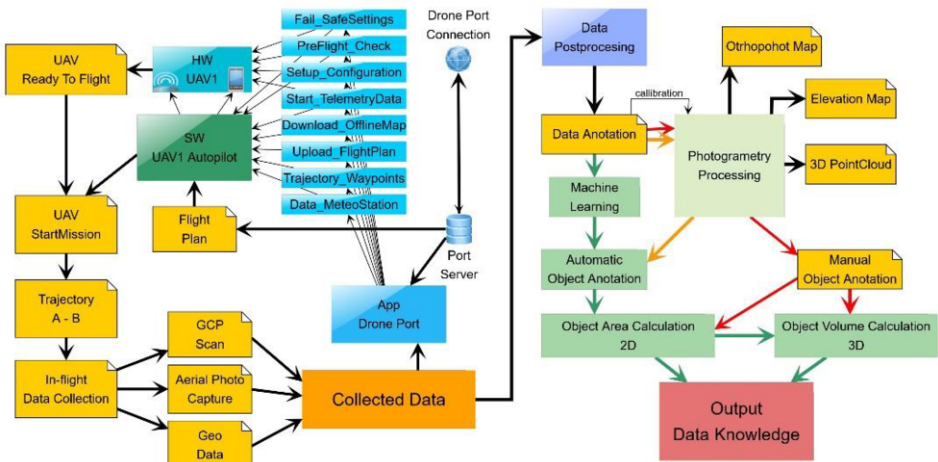 UAV
Ready To Flight
HW
UAV1
SW
UAV1 Autopilot
Fail_SafeSettings
PreFlight_Check
Setup_Configuration
Start_TelemetryData
Download_OfflineMap
Upload_FlightPlan
Trajectory_Waypoints
Data_MeteoStation
Drone Port
Connection
Port
Server
Flight
Plan
App
Drone Port
UAV
StartMission
Trajectory
A - B
In-flight
Data Collection
GCP
Scan
Aerial Photo
Capture
Geo
Data
Collected Data
Data
Postprocesing
callibration
Data Anotation
Photogrametry
Processing
Otrhopohot Map
Elevation Map
3D PointCloud
Machine
Learning
Automatic
Object Anotation
Manual
Object Anotation
Object Area Calculation
2D
Object Volume Calculation
3D
Output
Data Knowledge